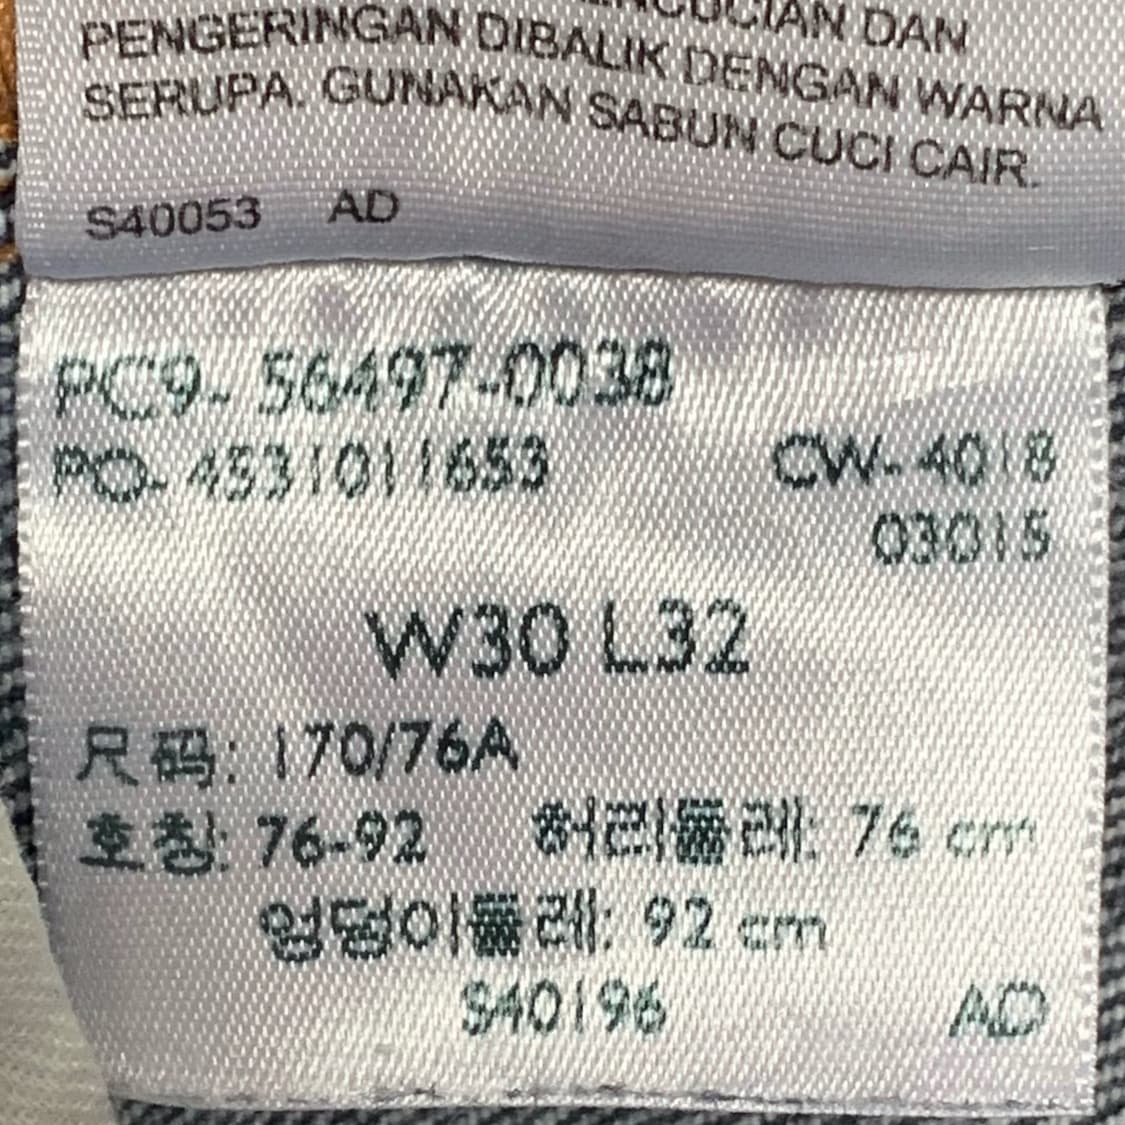 DAN
PENGERINGAN DIBALIK DENGAN WARNA
SERUPA. GUNAKAN SABUN CUCI CAIR.
S40053 AD
PC9- 56497-0038
PO- 4531011653 CW- 4018
03015
W30 L32
尺码: 170/76A
호칭: 76-92 허리둘레: 76 cm
엉덩이둘레: 92 cm
S40196 AD